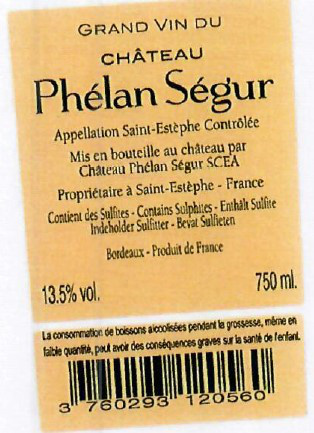 GRAND VIN DU
CHÂTEAU
Phélan Ségur
Appellation Saint-Estèphe Contrôlée
Mis en bouteille au château par
Château Phélan Ségur SCEA
Propriétaire à Saint-Estèphe - France
Contient des Sulfites - Contains Sulphites - Enthält Sulfite
Indeholder Sulfitter - Bevat Sulfieten
Bordeaux - Produit de France
13.5% vol. 750 ml.
La consommation de boissons alcoolisées pendant la grossesse, même en
faible quantité, peut avoir des conséquences graves sur la santé de l'enfant.
3 760293 120560